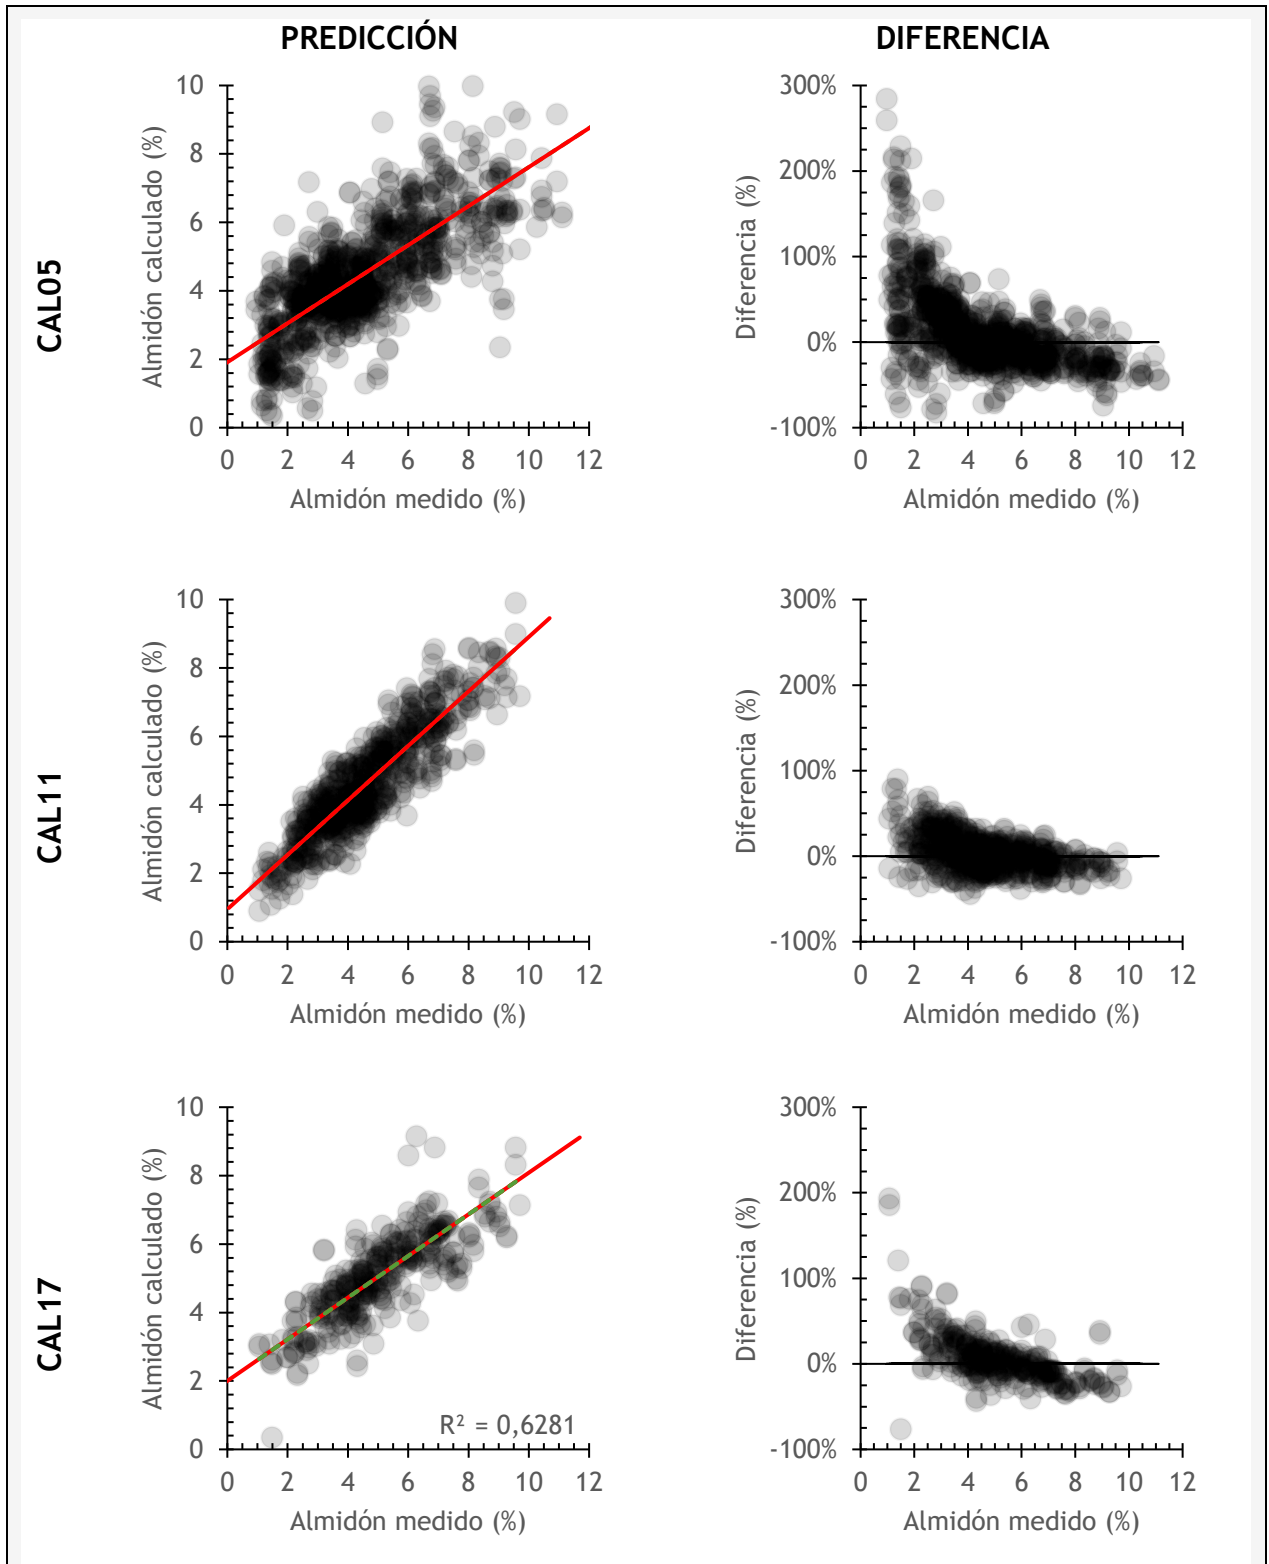 PREDICCIÓN DIFERENCIA
CAL05
Almidón calculado (%)
10
8
6
4
2
0
0 2 4 6 8 10 12
Almidón medido (%)
Diferencia (%)
300%
200%
100%
0%
-100%
0 2 4 6 8 10 12
Almidón medido (%)
CAL11
Almidón calculado (%)
10
8
6
4
2
0
0 2 4 6 8 10 12
Almidón medido (%)
Diferencia (%)
300%
200%
100%
0%
-100%
0 2 4 6 8 10 12
Almidón medido (%)
CAL17
Almidón calculado (%)
10
8
6
4
2
0
R² = 0,6281
0 2 4 6 8 10 12
Almidón medido (%)
Diferencia (%)
300%
200%
100%
0%
-100%
0 2 4 6 8 10 12
Almidón medido (%)